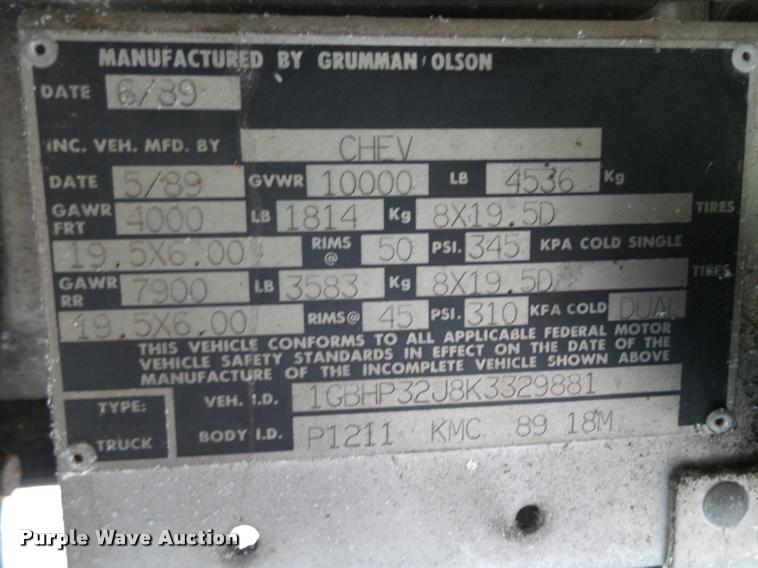 MANUFACTURED BY GRUMMAN OLSON
DATE 6/89
INC. VEH. MFD. BY CHEV
DATE 5/89 GVWR 10000 LB 4536 Kg
GAWR FRT 4000 LB 1814 Kg 8X19.5D TIRES
19.5X6.00 RIMS @ 50 PSI. 345 KPA COLD SINGLE
GAWR RR 7900 LB 3583 Kg 8X19.5D TIRES
19.5X6.00 RIMS@ 45 PSI. 310 KPA COLD DUAL
THIS VEHICLE CONFORMS TO ALL APPLICABLE FEDERAL MOTOR
VEHICLE SAFETY STANDARDS IN EFFECT ON THE DATE OF THE
MANUFACTURE OF THE INCOMPLETE VEHICLE SHOWN ABOVE
TYPE: VEH. I.D. 1GBHP32J8K3329881
TRUCK BODY I.D. P1211 KMC 89 18M
Purple Wave Auction